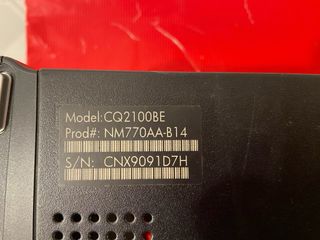 Model:CQ2100BE
Prod#: NM770AA-B14
S/N: CNX9091D7H